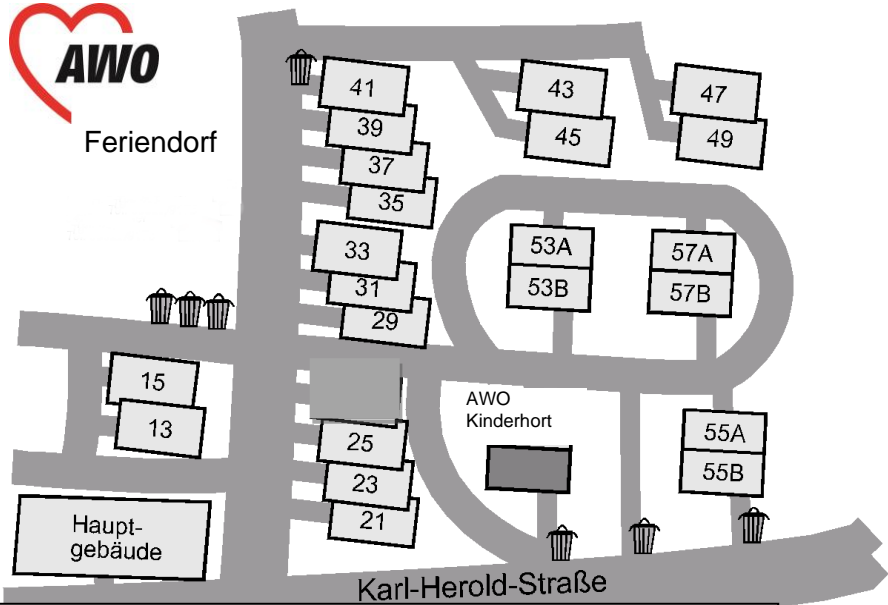 AWO
Feriendorf
41
43
47
39
45
49
37
35
33
53A
57A
31
53B
57B
29
15
AWO
Kinderhort
13
25
55A
23
55B
21
Haupt-
gebäude
Karl-Herold-Straße